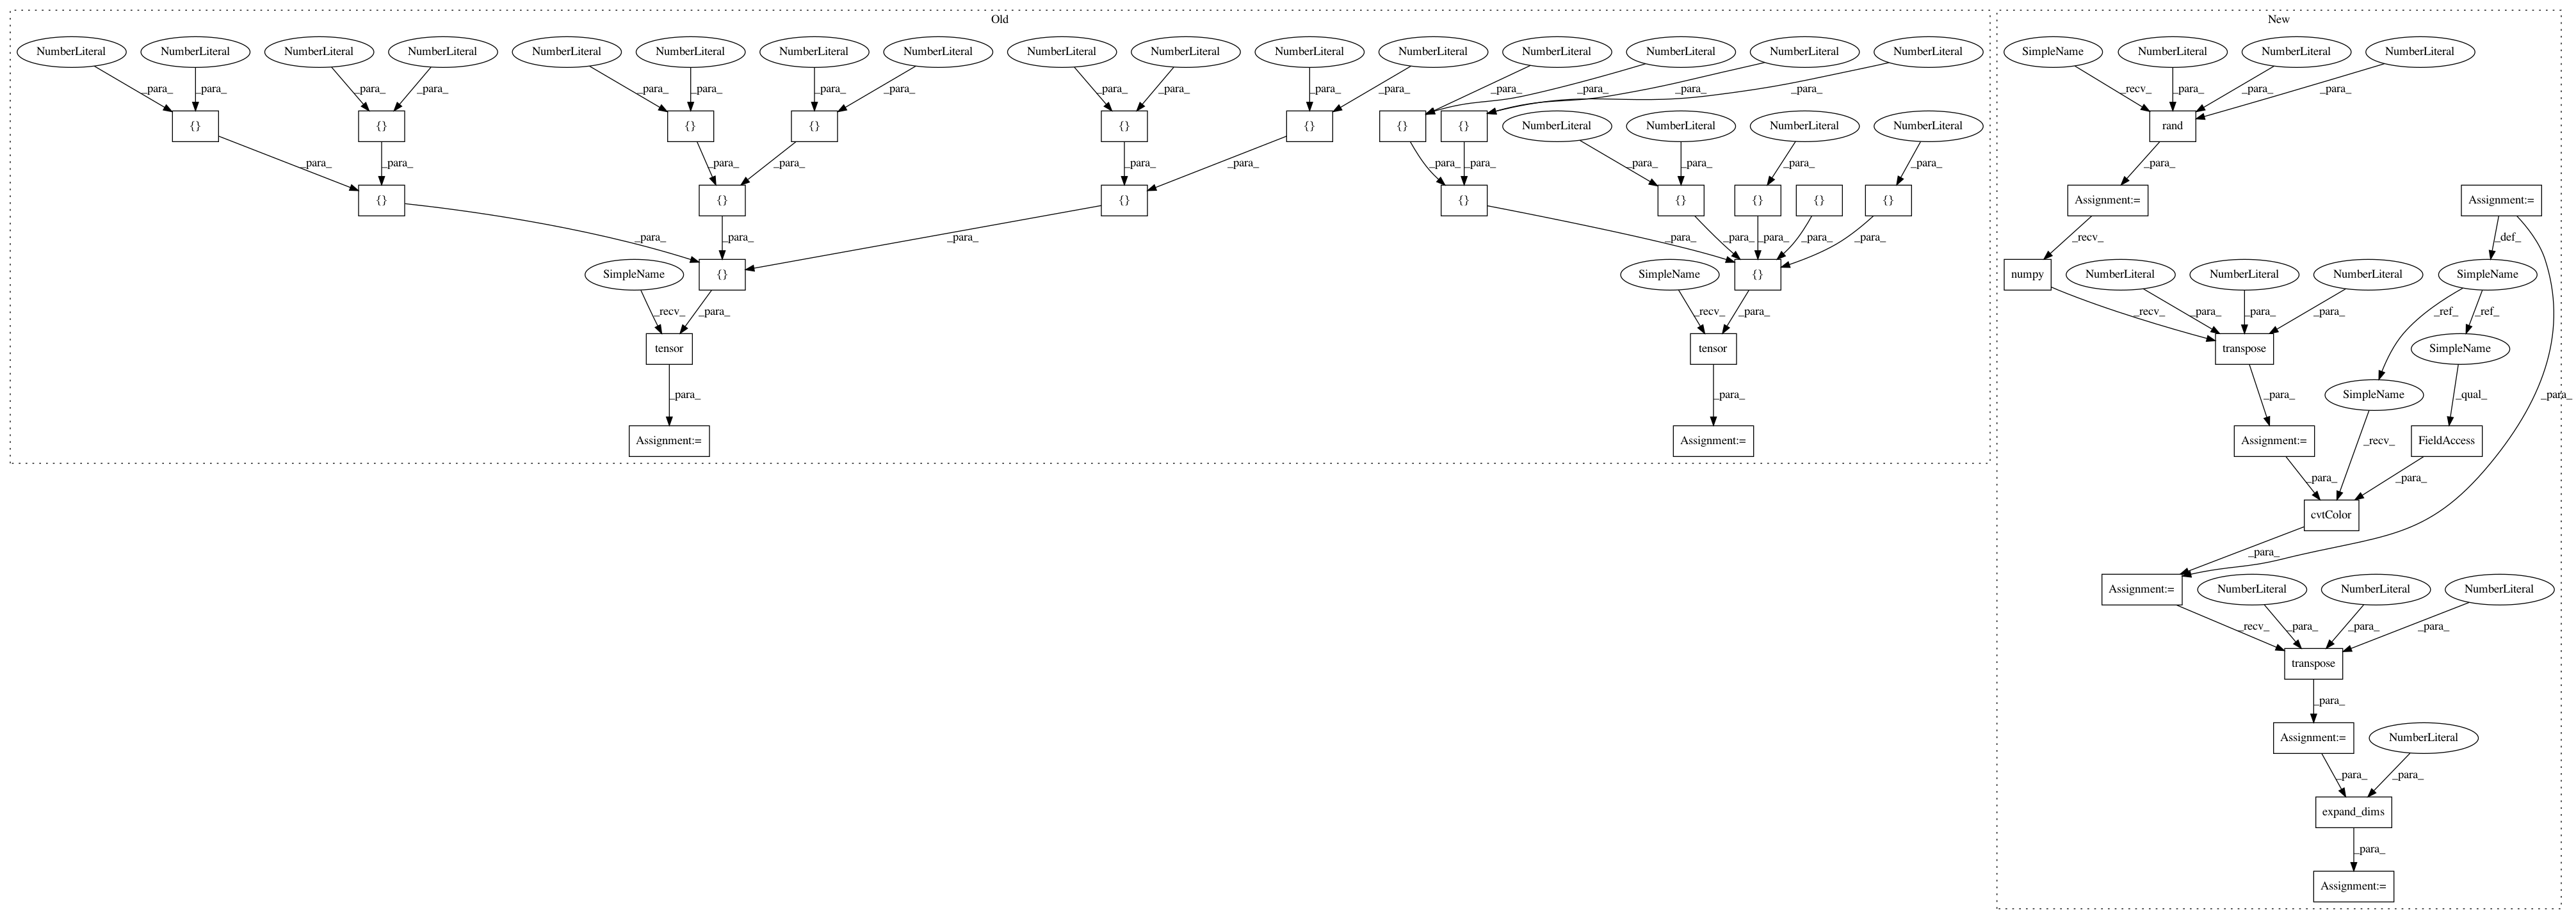 Old
New
NumberLiteral NumberLiteral NumberLiteral NumberLiteral NumberLiteral NumberLiteral NumberLiteral NumberLiteral NumberLiteral NumberLiteral NumberLiteral NumberLiteral NumberLiteral NumberLiteral NumberLiteral NumberLiteral SimpleName NumberLiteral NumberLiteral NumberLiteral
_para_ _para_ _para_ _para_ _para_ _para_ _para_ _para_ _para_ _para_ _para_ _para_ _para_ _para_ _para_ _para_ _recv_ _para_ _para_ _para_
{} {} {} {} {} {} {} {} NumberLiteral NumberLiteral NumberLiteral NumberLiteral rand
_para_ _para_ _para_ _para_ _para_ _para_ _para_ _para_ _para_ _para_ _para_ _para_ _para_
{} {} {} {} {} {} {} {} Assignment:= Assignment:=
_para_ _para_ _para_ _para_ _para_ _para_ _para_ _para_ _recv_ _def_
SimpleName {} SimpleName {} numpy NumberLiteral NumberLiteral NumberLiteral SimpleName
_recv_ _para_ _recv_ _para_ _recv_ _para_ _para_ _para_ _ref_ _ref_
tensor tensor transpose SimpleName
_para_ _para_ _para_ SimpleName _qual_ _para_
Assignment:= Assignment:= Assignment:= FieldAccess
_para_ _recv_ _para_
cvtColor
_para_
Assignment:= NumberLiteral NumberLiteral NumberLiteral
_recv_ _para_ _para_ _para_
transpose
_para_
Assignment:= NumberLiteral
_para_ _para_
expand_dims
_para_
Assignment:=